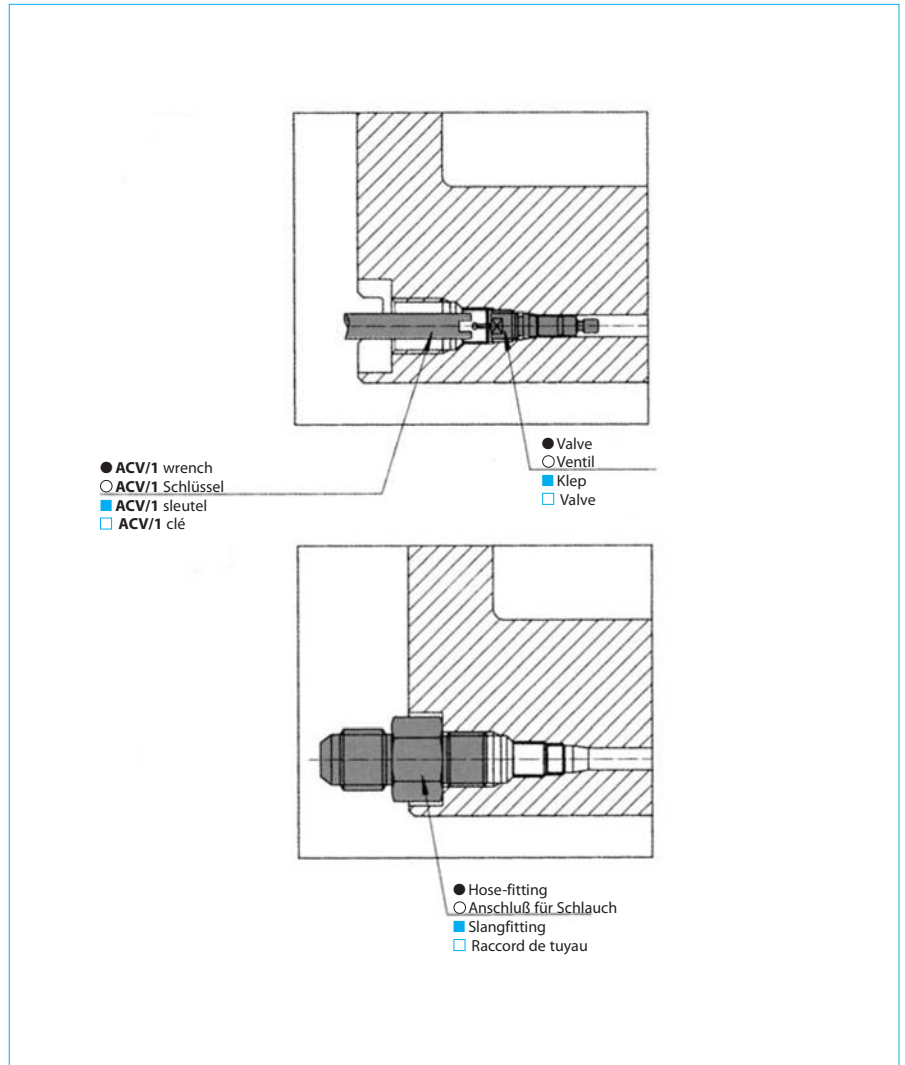 ● Valve
○ Ventil
■ Klep
□ Valve
● ACV/1 wrench
○ ACV/1 Schlüssel
■ ACV/1 sleutel
□ ACV/1 clé
● Hose-fitting
○ Anschluß für Schlauch
■ Slangfitting
□ Raccord de tuyau